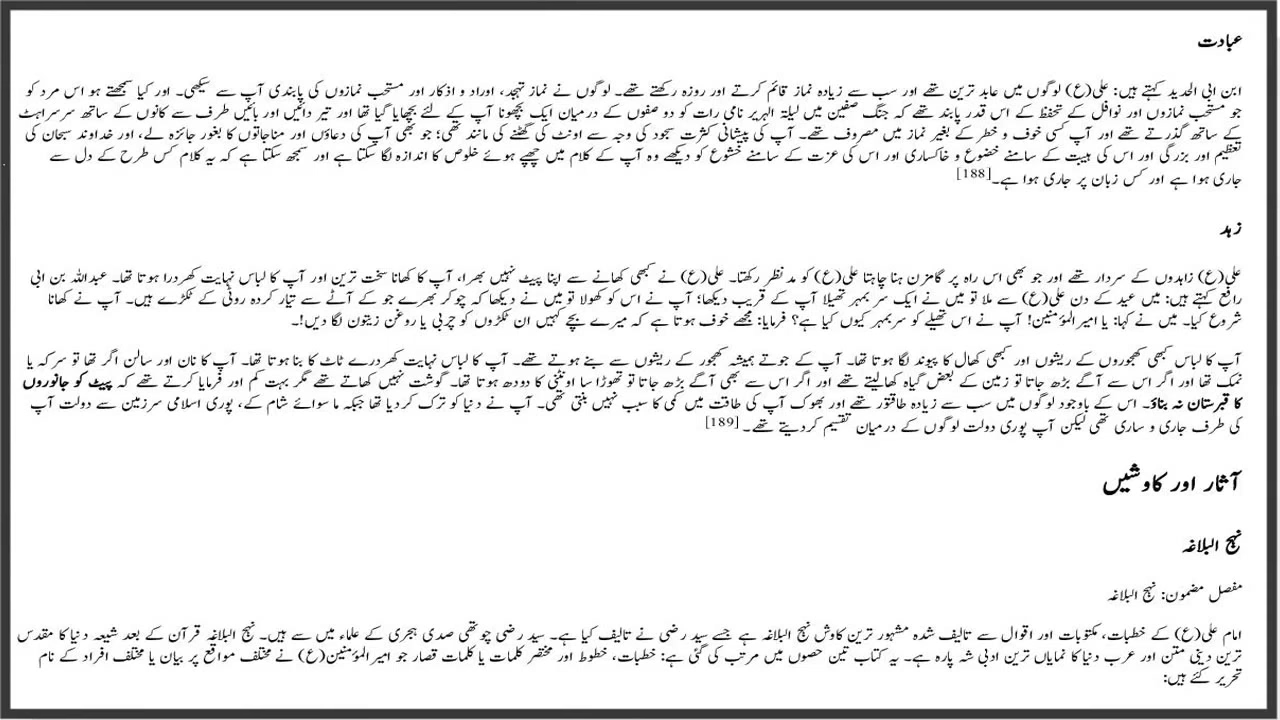 عبادت
ابن ابی الحدید کہتے ہیں: علی(ع) لوگوں میں عابد ترین تھے اور سب سے زیادہ نماز قائم کرتے اور روزہ رکھتے تھے۔ لوگوں نے نماز تہجد، اوراد و اذکار اور مستحب نمازوں کی پابندی آپ سے سیکھی۔ اور کیا سمجھتے ہو اس مرد کو
جو مستحب نمازوں اور نوافل کے تحفظ کے اس قدر پابند تھے کہ جنگ صفین میں لیلۃ الہریر نامی رات کو دو صفوں کے درمیان ایک بچھونا آپ کے لئے بچھایا گیا تھا اور تیر دائیں اور بائیں طرف سے کانوں کے ساتھ سرسراہٹ
کے ساتھ گذرتے تھے اور آپ کسی خوف و خطر کے بغیر نماز میں مصروف تھے۔ آپ کی پیشانی کثرت سجود کی وجہ سے اونٹ کی گھٹنے کی مانند تھی؛ جو بھی آپ کی دعاؤں اور مناجاتوں کا بغور جائزہ لے، اور خداوند سبحان کی
تعظیم اور بزرگی اور اس کی ہیبت کے سامنے خضوع و خاکساری اور اس کی عزت کے سامنے خشوع کو دیکھے وہ آپ کے کلام میں چھپے ہوئے خلوص کا اندازہ لگا سکتا ہے اور سمجھ سکتا ہے کہ یہ کلام کس طرح کے دل سے
جاری ہوا ہے اور کس زبان پر جاری ہوا ہے۔[188]
زہد
علی(ع) زاہدوں کے سردار تھے اور جو بھی اس راہ پر گامزن ہنا چاہتا علی(ع) کو مد نظر رکھتا۔ علی(ع) نے کبھی کھانے سے اپنا پیٹ نہیں بھرا، آپ کا کھانا سخت ترین اور آپ کا لباس نہایت کھردرا ہوتا تھا۔ عبداللہ بن ابی
رافع کہتے ہیں: میں عید کے دن علی(ع) سے ملا تو میں نے ایک سر بمہر تھیلا آپ کے قریب دیکھا؛ آپ نے اس کو کھولا تو میں نے دیکھا کہ چوکر بھرے جو کے آٹے سے تیار کردہ روٹی کے ٹکڑے ہیں۔ آپ نے کھانا
شروع کیا۔ میں نے کہا: یا امیرالمؤمنین! آپ نے اس تھیلے کو سربمہر کیوں کیا ہے؟ فرمایا: مجھے خوف ہوتا ہے کہ میرے بچے کہیں ان ٹکڑوں کو چربی یا روغن زیتون لگا دیں!۔
آپ کا لباس کبھی کھجوروں کے ریشوں اور کبھی کھال کا پیوند لگا ہوتا تھا۔ آپ کے جوتے ہمیشہ کھجور کے ریشوں سے بنے ہوتے تھے۔ آپ کا لباس نہایت کھردرے ٹاٹ کا بنا ہوتا تھا۔ آپ کا نان اور سالن اگر تھا تو سرکہ یا
نمک تھا اور اگر اس سے آگے بڑھ جاتا تو زمین کے بعض گیاہ کھالیتے تھے اور اگر اس سے بھی آگے بڑھ جاتا تو تھوڑا سا اونٹنی کا دودھ ہوتا تھا۔ گوشت نہیں کھاتے تھے مگر بہت کم اور فرمایا کرتے تھے کہ پیٹ کو جانوروں
کا قبرستان نہ بناؤ۔ اس کے باوجود لوگوں میں سب سے زیادہ طاقتور تھے اور بھوک آپ کی طاقت میں کمی کا سبب نہیں بنتی تھی۔ آپ نے دنیا کو ترک کردیا تھا جبکہ ما سوائے شام کے، پوری اسلامی سرزمین سے دولت آپ
کی طرف جاری و ساری تھی لیکن آپ پوری دولت لوگوں کے درمیان تقسیم کردیتے تھے۔[189]
آثار اور کاوشیں
نہج البلاغہ
مفصل مضمون: نہج البلاغہ
امام علی(ع) کے خطبات، مکتوبات اور اقوال سے تالیف شدہ مشہور ترین کاوش نہج البلاغہ ہے جسے سید رضی نے تالیف کیا ہے۔ سید رضی چوتھی صدی ہجری کے علماء میں سے ہیں۔ نہج البلاغہ قرآن کے بعد شیعہ دنیا کا مقدس
ترین دینی متن اور عرب دنیا کا نمایاں ترین ادبی شہ پارہ ہے۔ یہ کتاب تین حصوں میں مرتب کی گئی ہے: خطبات، خطوط اور مختصر کلمات یا کلمات قصار جو امیرالمؤمنین(ع) نے مختلف مواقع پر بیان یا مختلف افراد کے نام
تحریر کئے ہیں: